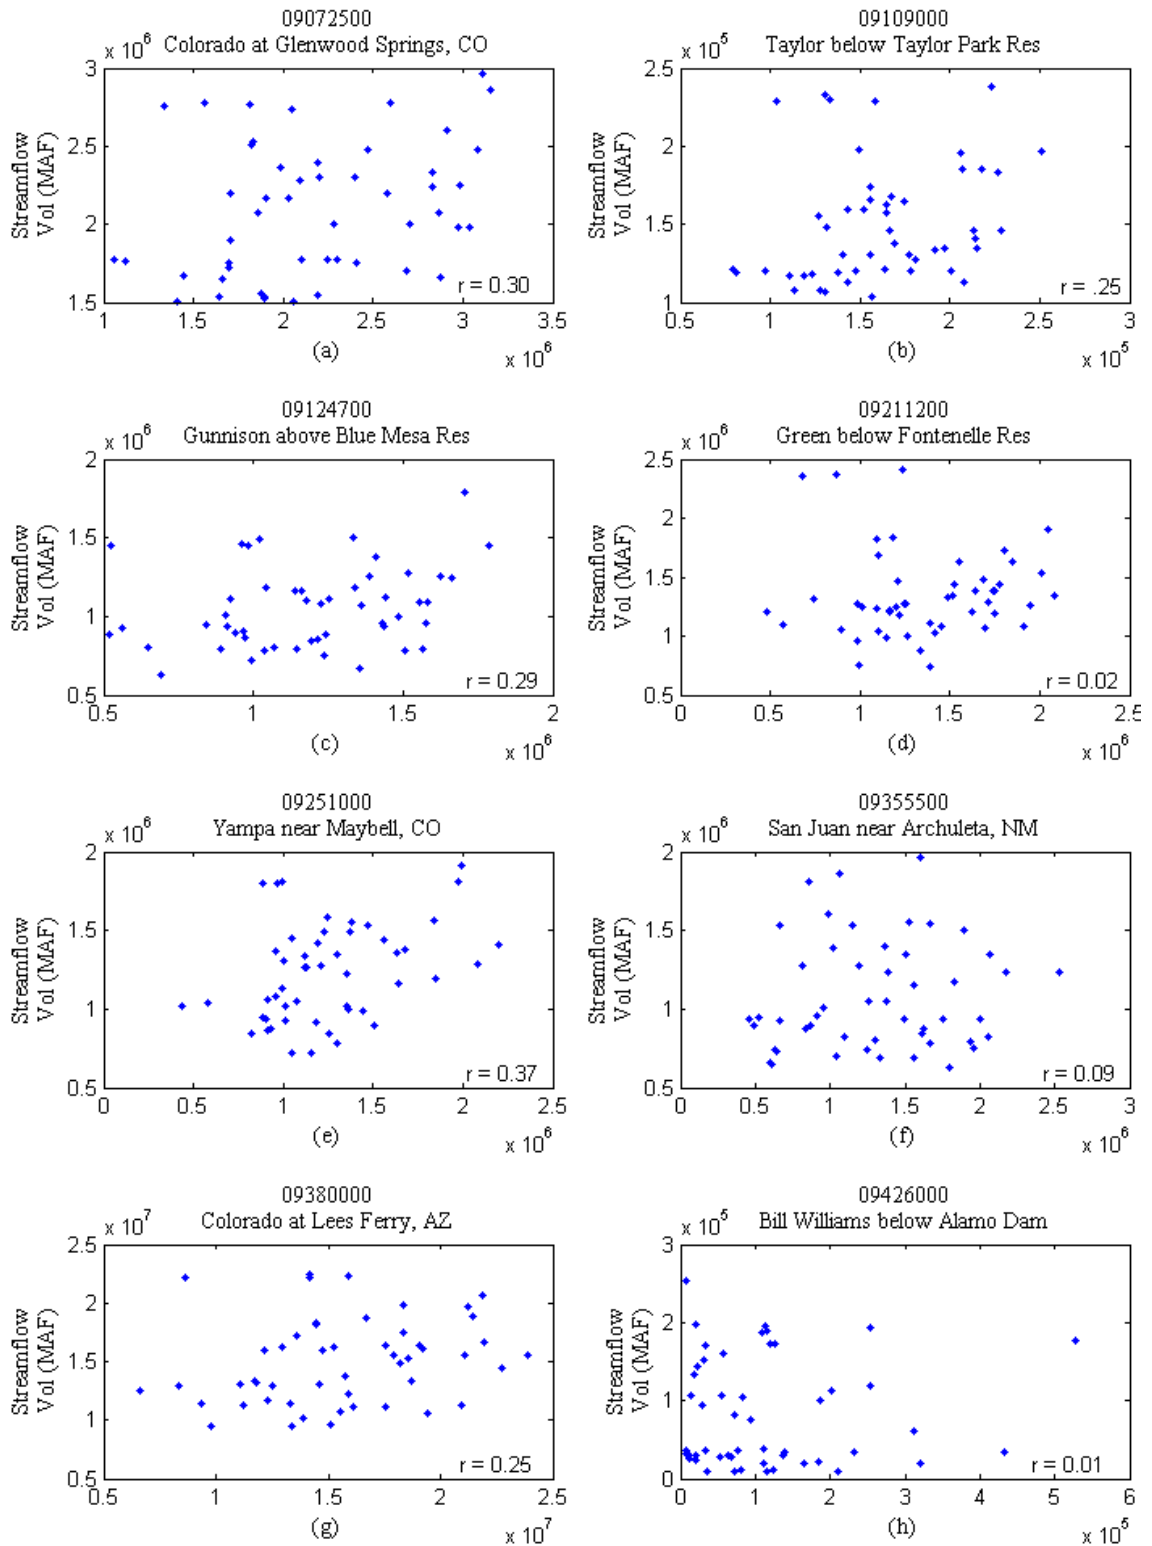 09072500
Colorado at Glenwood Springs, CO
x 10^6
3
2.5
2
1.5
Streamflow
Vol (MAF)
r = 0.30
1 1.5 2 2.5 3 3.5
(a)
x 10^6
09109000
Taylor below Taylor Park Res
x 10^5
2.5
2
1.5
1
Streamflow
Vol (MAF)
r = .25
0.5 1 1.5 2 2.5 3
(b)
x 10^5
09124700
Gunnison above Blue Mesa Res
x 10^6
2
1.5
1
0.5
Streamflow
Vol (MAF)
r = 0.29
0.5 1 1.5 2
(c)
x 10^6
09211200
Green below Fontenelle Res
x 10^6
2.5
2
1.5
1
0.5
Streamflow
Vol (MAF)
r = 0.02
0 0.5 1 1.5 2 2.5
(d)
x 10^6
09251000
Yampa near Maybell, CO
x 10^6
2
1.5
1
0.5
Streamflow
Vol (MAF)
r = 0.37
0 0.5 1 1.5 2 2.5
(e)
x 10^6
09355500
San Juan near Archuleta, NM
x 10^6
2
1.5
1
0.5
Streamflow
Vol (MAF)
r = 0.09
0 0.5 1 1.5 2 2.5 3
(f)
x 10^6
09380000
Colorado at Lees Ferry, AZ
x 10^7
2.5
2
1.5
1
0.5
Streamflow
Vol (MAF)
r = 0.25
0.5 1 1.5 2 2.5
(g)
x 10^7
09426000
Bill Williams below Alamo Dam
x 10^5
3
2
1
0
Streamflow
Vol (MAF)
r = 0.01
0 1 2 3 4 5 6
(h)
x 10^5